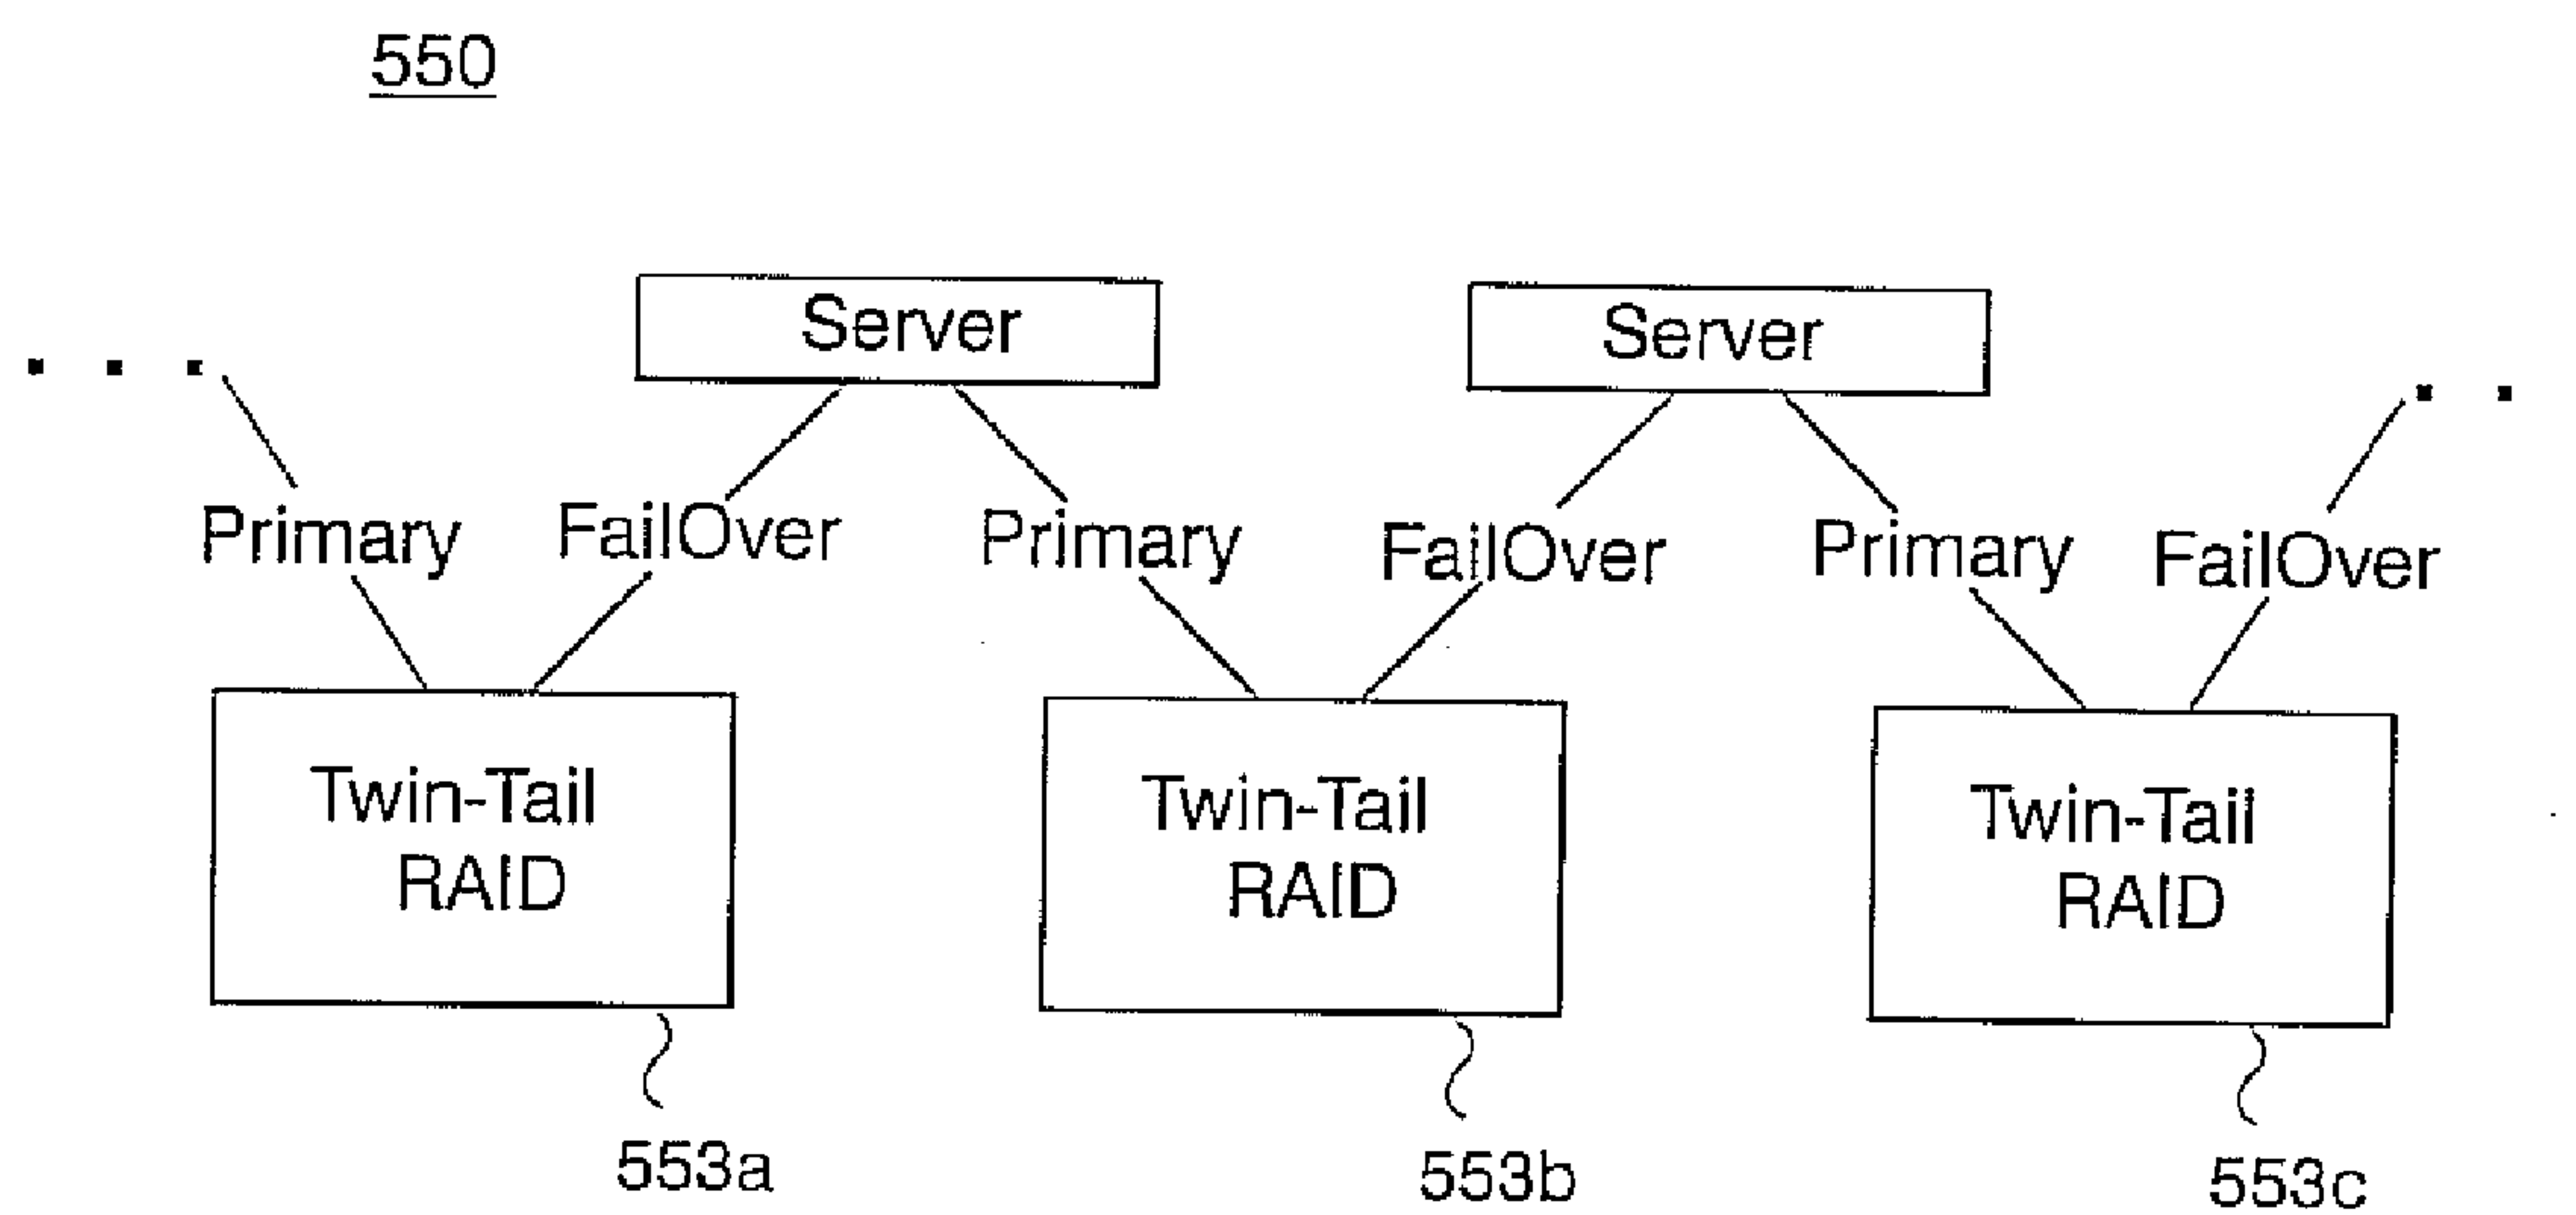 550
Server
Server
Primary
FailOver
Primary
FailOver
Primary
FailOver
Twin-Tail
RAID
Twin-Tail
RAID
Twin-Tail
RAID
553a
553b
553c